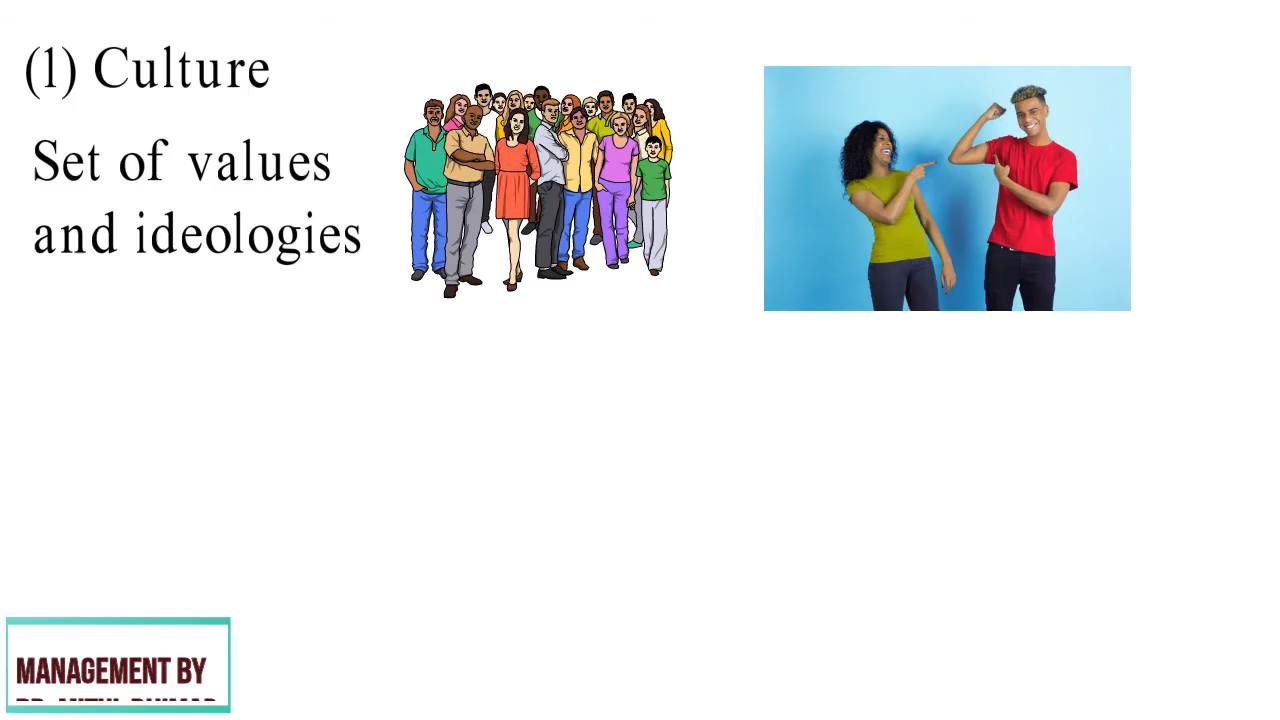 (1) Culture
Set of values
and ideologies
MANAGEMENT BY